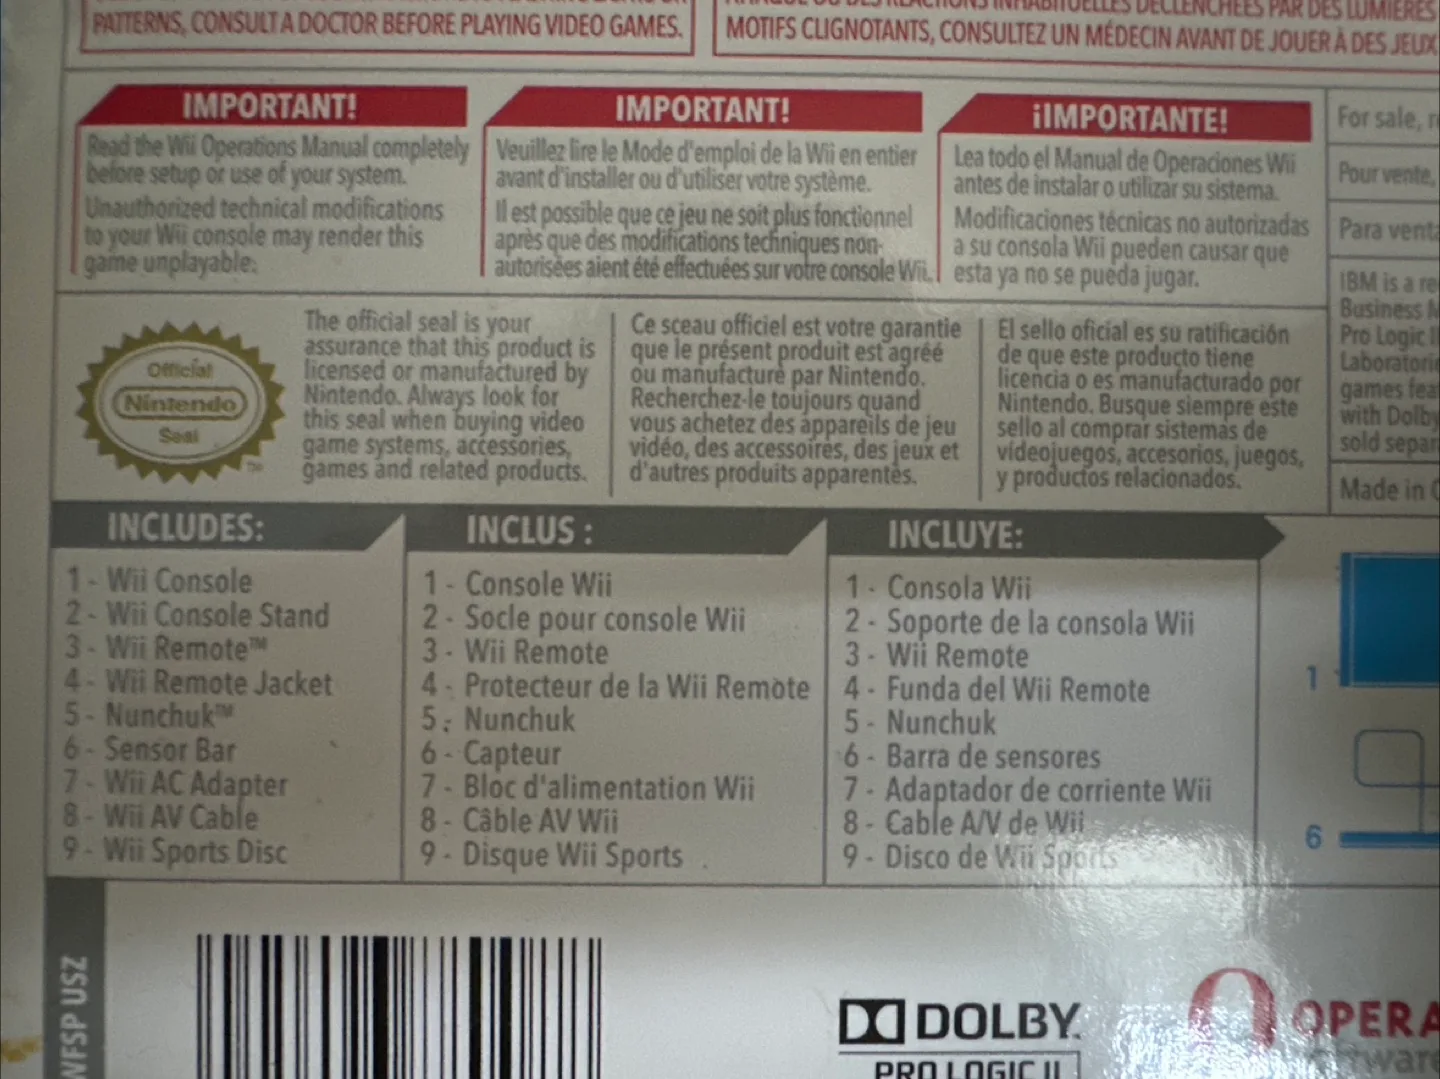 PATTERNS, CONSULT A DOCTOR BEFORE PLAYING VIDEO GAMES.
MOTIFS CLIGNOTANTS, CONSULTEZ UN MÉDECIN AVANT DE JOUER À DES JEUX
IMPORTANT!
Read the Wii Operations Manual completely
before setup or use of your system.
Unauthorized technical modifications
to your Wii console may render this
game unplayable.
IMPORTANT!
Veuillez lire le Mode d'emploi de la Wii en entier
avant d'installer ou d'utiliser votre système.
Il est possible que ce jeu ne soit plus fonctionnel
après que des modifications techniques non-
autorisées aient été effectuées sur votre console Wii.
¡IMPORTANTE!
Lea todo el Manual de Operaciones Wii
antes de instalar o utilizar su sistema.
Modificaciones técnicas no autorizadas
a su consola Wii pueden causar que
esta ya no se pueda jugar.
For sale,
Pour vente,
Para
IBM is a
Business
Pro Logic
games
with Dolby
sold
Made in
Official
Nintendo
Seal
TM
The official seal is your
assurance that this product is
licensed or manufactured by
Nintendo. Always look for
this seal when buying video
game systems, accessories,
games and related products.
Ce sceau officiel est votre garantie
que le présent produit est agréé
ou manufacturé par Nintendo.
Recherchez-le toujours quand
vous achetez des appareils de jeu
vidéo, des accessoires, des jeux et
d'autres produits apparentés.
El sello oficial es su ratificación
de que este producto tiene
licencia o es manufacturado por
Nintendo. Busque siempre este
sello al comprar sistemas de
videojuegos, accesorios, juegos,
y productos relacionados.
INCLUDES:
1 - Wii Console
2 - Wii Console Stand
3 - Wii Remote™
4 - Wii Remote Jacket
5 - Nunchuk™
6 - Sensor Bar
7 - Wii AC Adapter
8 - Wii AV Cable
9 - Wii Sports Disc
INCLUS :
1 - Console Wii
2 - Socle pour console Wii
3 - Wii Remote
4 - Protecteur de la Wii Remote
5 - Nunchuk
6 - Capteur
7 - Bloc d'alimentation Wii
8 - Câble AV Wii
9 - Disque Wii Sports
INCLUYE:
1 - Consola Wii
2 - Soporte de la consola Wii
3 - Wii Remote
4 - Funda del Wii Remote
5 - Nunchuk
6 - Barra de sensores
7 - Adaptador de corriente Wii
8 - Cable A/V de Wii
9 - Disco de Wii Sports
1
6
WFSP USZ
DOLBY
PRO LOGIC II
OPERA